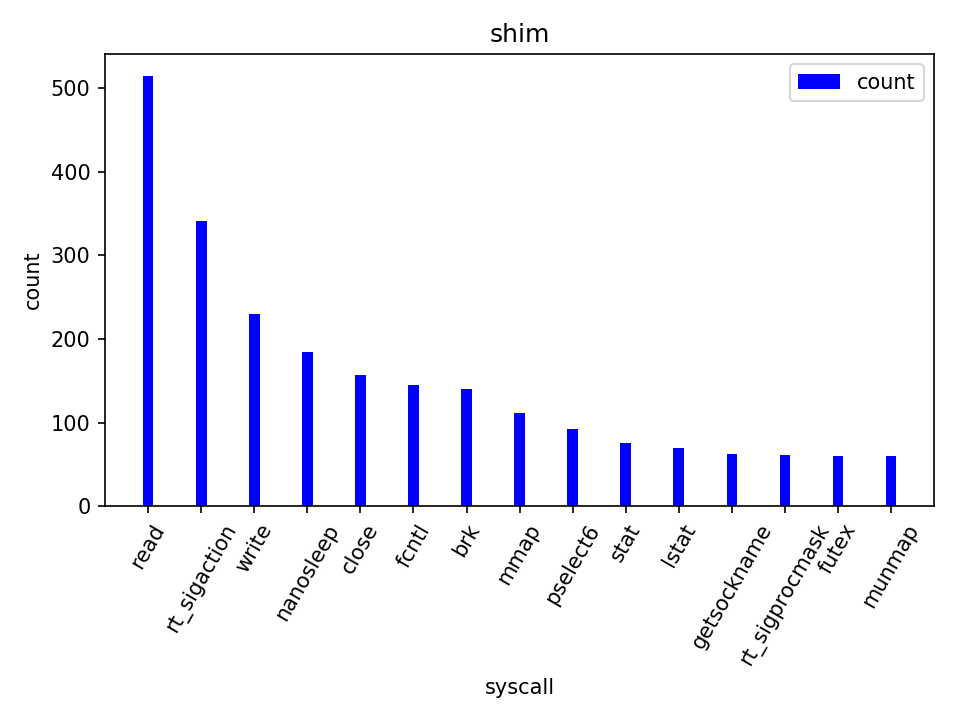 shim
count
500
400
300
200
100
0
count
read
rt_sigaction
write
nanosleep
close
fcntl
brk
mmap
pselect6
stat
lstat
getsockname
rt_sigprocmask
futex
munmap
syscall